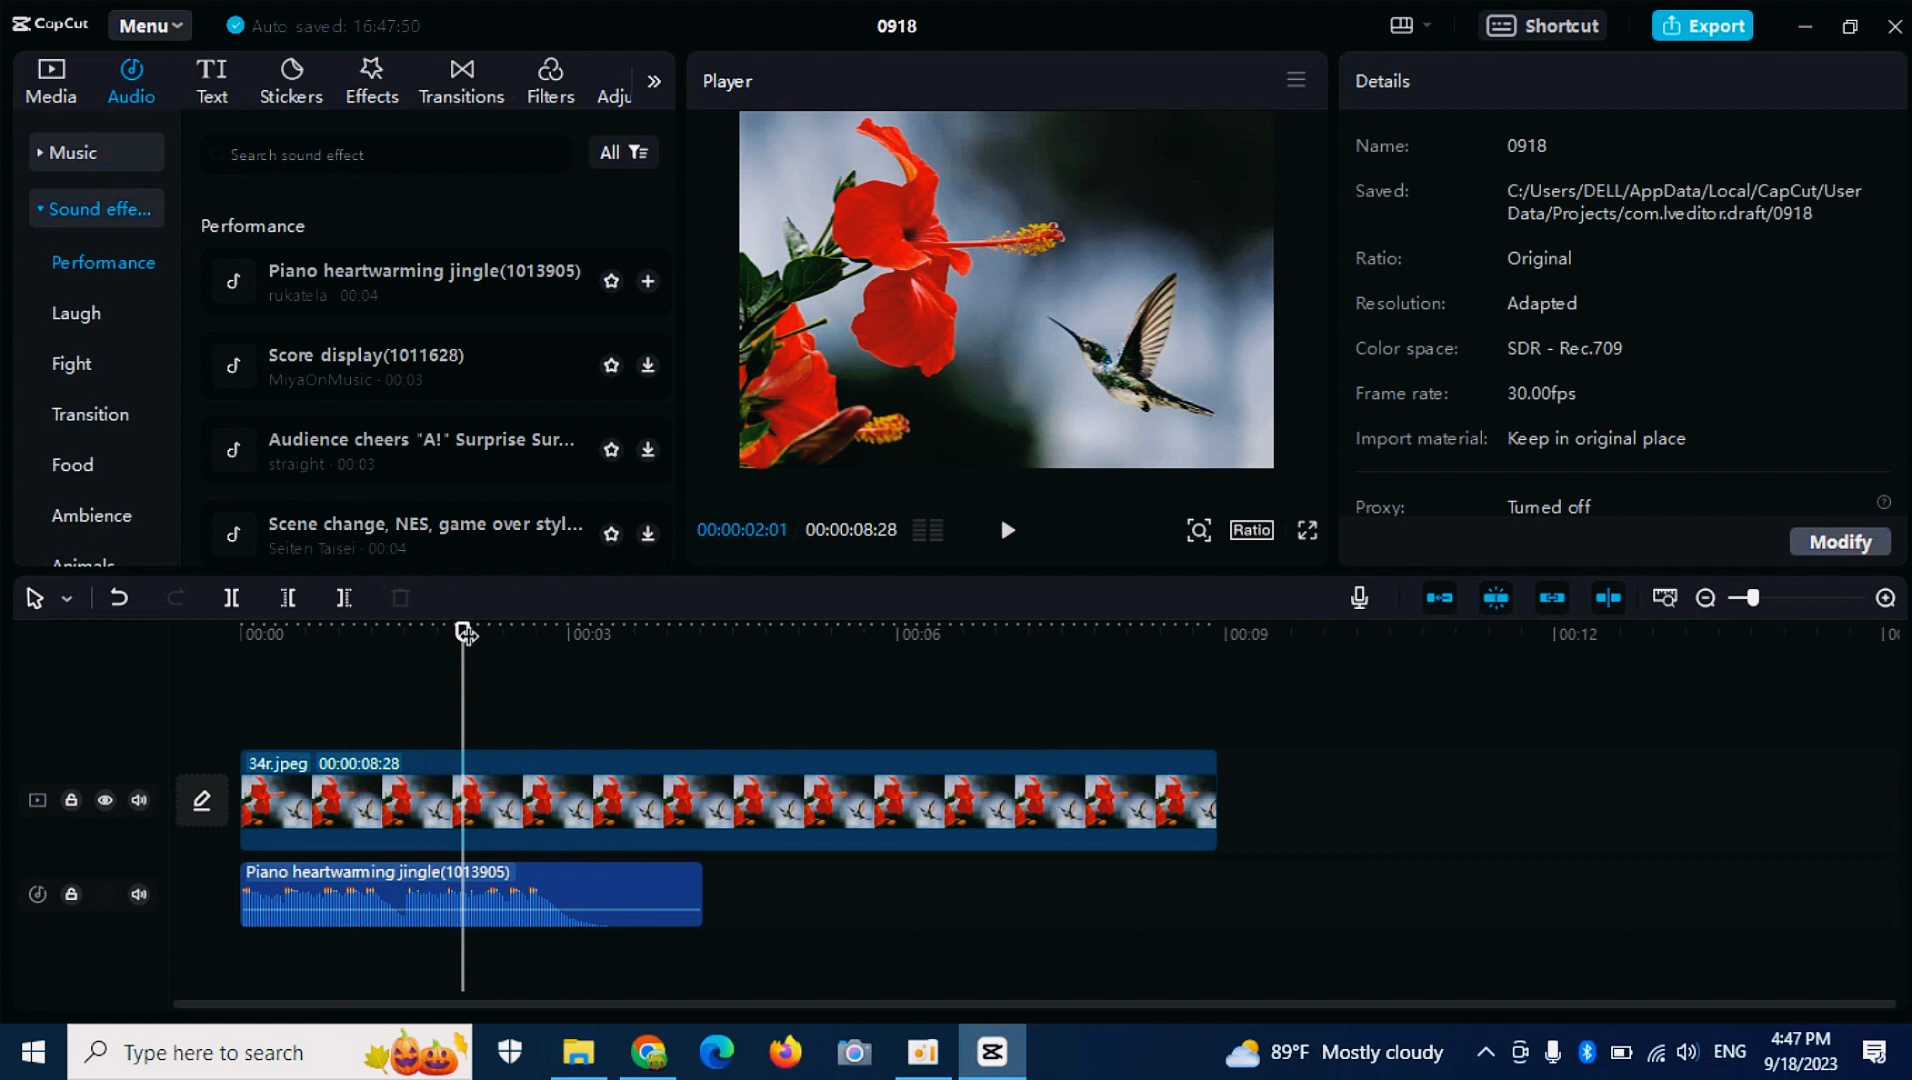 CapCut
Menu
Auto saved: 16:47:50
0918
Shortcut
Export
Media
Audio
TI
Text
Stickers
Effects
Transitions
Filters
Adju
Music
Sound effe...
Performance
Laugh
Fight
Transition
Food
Ambience
Search sound effect
All
Performance
Piano heartwarming jingle(1013905)
rukatela · 00:04
Score display(1011628)
MiyaOnMusic · 00:03
Audience cheers "A!" Surprise Sur...
straight · 00:03
Scene change, NES, game over styl...
Seiten Taisei · 00:04
Player
00:00:02:01
00:00:08:28
Ratio
Details
Name: 0918
Saved: C:/Users/DELL/AppData/Local/CapCut/User
Data/Projects/com.lveditor.draft/0918
Ratio: Original
Resolution: Adapted
Color space: SDR - Rec.709
Frame rate: 30.00fps
Import material: Keep in original place
Proxy: Turned off
Modify
00:00
00:03
00:06
00:09
00:12
34r.jpeg 00:00:08:28
Piano heartwarming jingle(1013905)
Type here to search
89°F Mostly cloudy
ENG
4:47 PM
9/18/2023